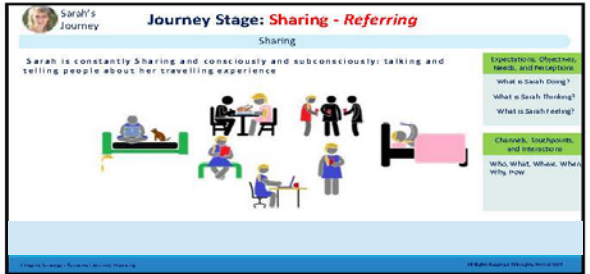 Sarah's
Journey
Journey Stage: Sharing - Referring
Sharing
Sarah is constantly Sharing and consciously and subconsciously: talking and
telling people about her travelling experience
Expectations, Objectives,
Needs, and Perceptions
What is Sarah Doing?
What is Sarah Thinking?
What is Sarah Feeling?
Channels, Touchpoints,
and Interactions
Who, What, Where, When,
Why, How